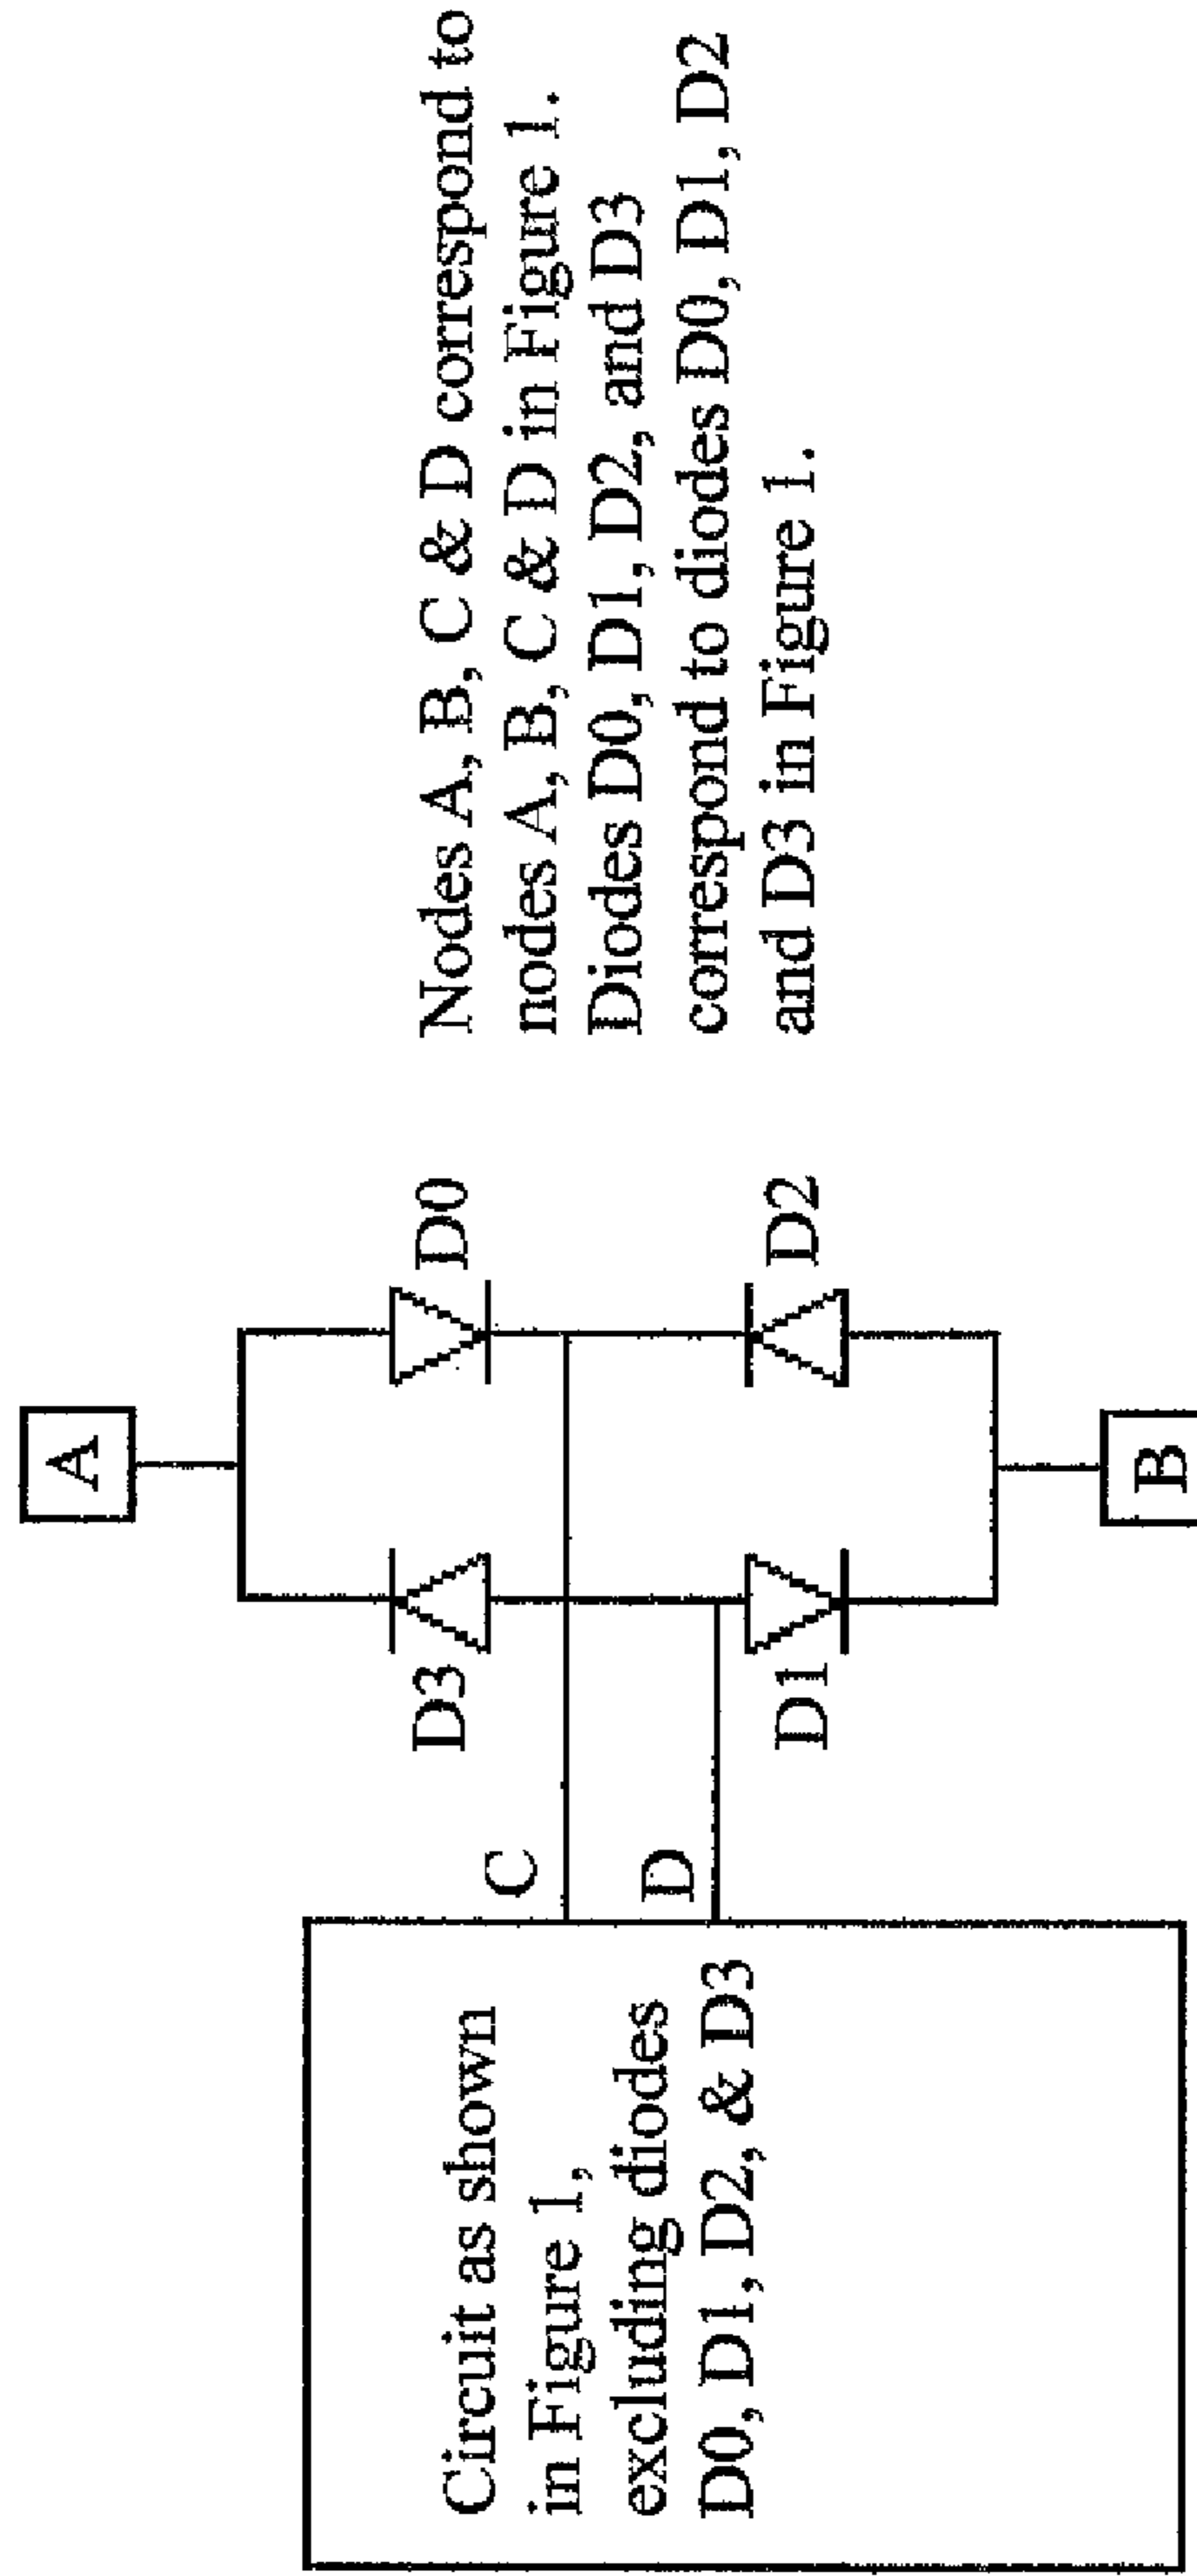 Circuit as shown
in Figure 1,
excluding diodes
D0, D1, D2, & D3
C
D
D3
D1
A
B
D0
D2
Nodes A, B, C & D correspond to
nodes A, B, C & D in Figure 1.
Diodes D0, D1, D2, and D3
correspond to diodes D0, D1, D2
and D3 in Figure 1.